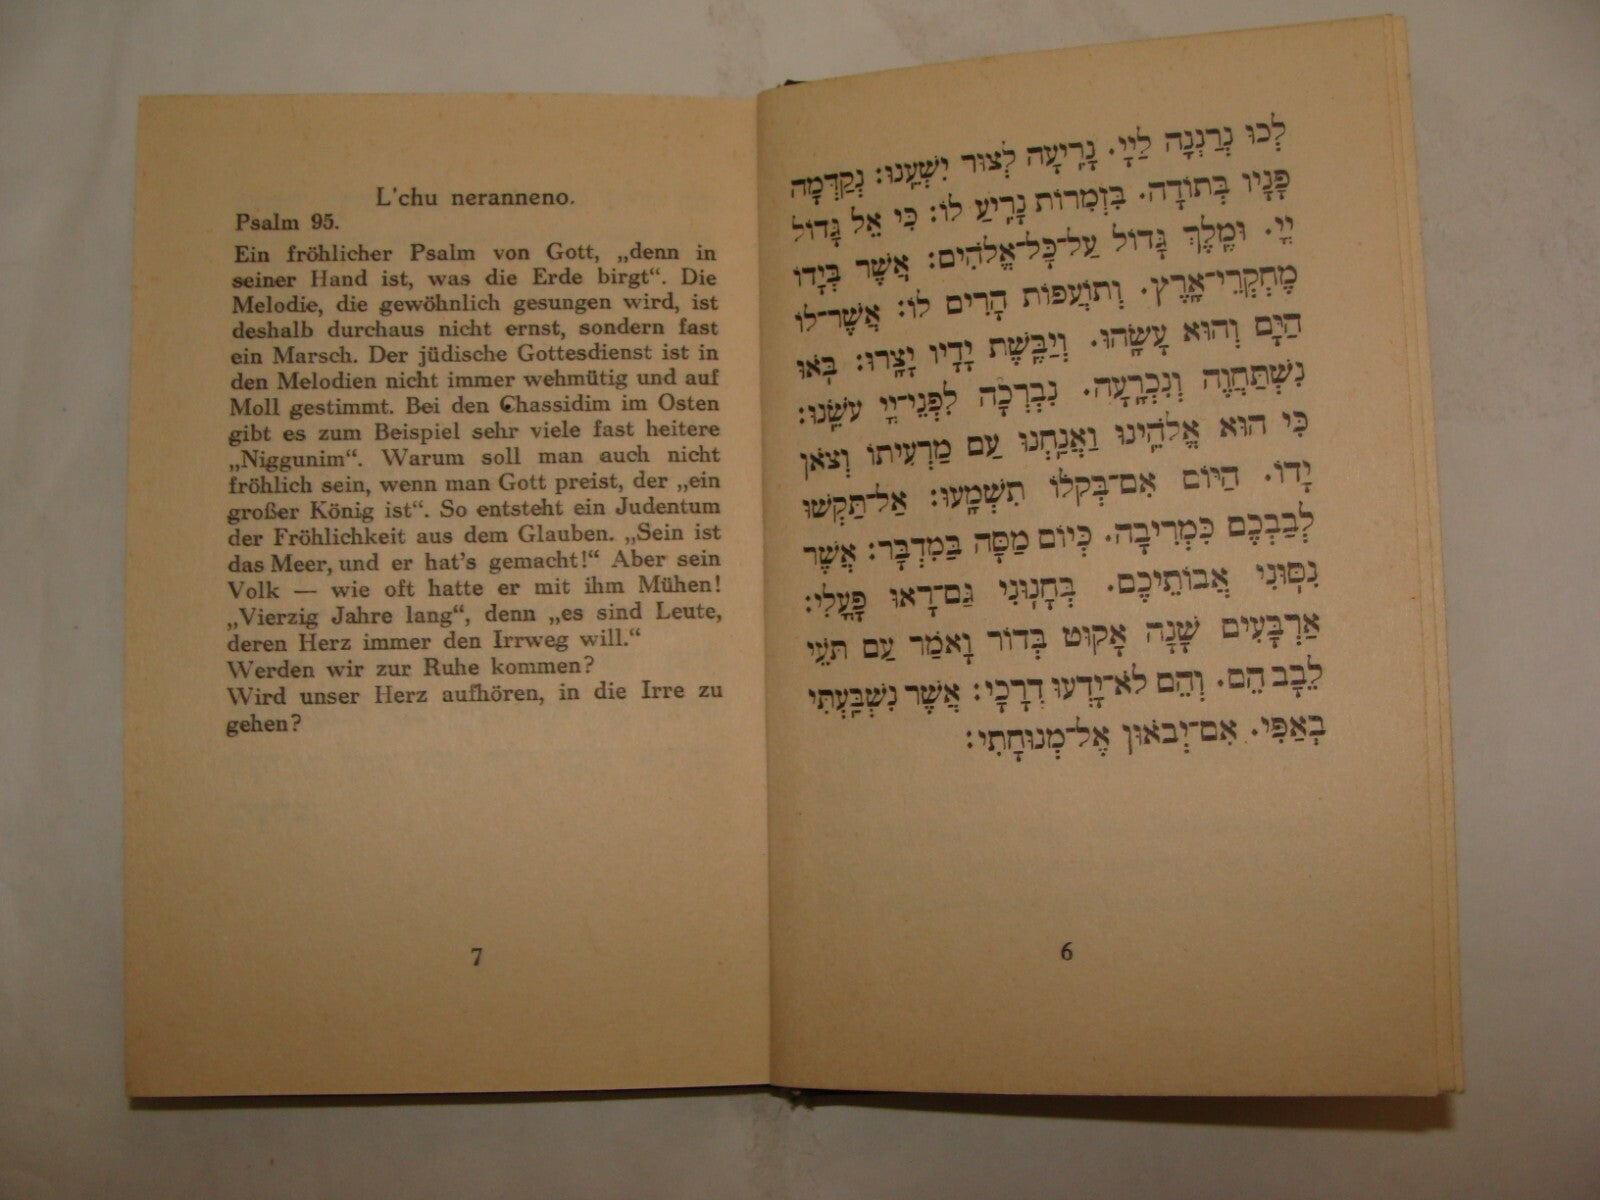 לְכוּ נְרַנְּנָה לַייָ. נָרִיעָה לְצוּר יִשְׁעֵנוּ: נְקַדְּמָה
פָנָיו בְּתוֹדָה. בִּזְמִרוֹת נָרִיעַ לוֹ: כִּי אֵל גָּדוֹל
יְיָ. וּמֶלֶךְ גָּדוֹל עַל־כָּל־אֱלֹהִים: אֲשֶׁר בְּיָדוֹ
מֶחְקְרֵי־אָרֶץ. וְתוֹעֲפוֹת הָרִים לוֹ: אֲשֶׁר־לוֹ
הַיָּם וְהוּא עָשָׂהוּ. וְיַבֶּשֶׁת יָדָיו יָצָרוּ: בֹּאוּ
נִשְׁתַּחֲוֶה וְנִכְרָעָה. נִבְרְכָה לִפְנֵי־יְיָ עֹשֵׂנוּ:
כִּי הוּא אֱלֹהֵינוּ וַאֲנַחְנוּ עַם מַרְעִיתוֹ וְצֹאן
יָדוֹ. הַיּוֹם אִם־בְּקֹלוֹ תִשְׁמָעוּ: אַל־תַּקְשׁוּ
לְבַבְכֶם כִּמְרִיבָה. כְּיוֹם מַסָּה בַּמִּדְבָּר: אֲשֶׁר
נִסּוּנִי אֲבוֹתֵיכֶם. בְּחָנוּנִי גַּם־רָאוּ פָעֳלִי:
אַרְבָּעִים שָׁנָה אָקוּט בְּדוֹר וָאֹמַר עַם תֹּעֵי
לֵבָב הֵם. וְהֵם לֹא־יָדְעוּ דְרָכָי: אֲשֶׁר נִשְׁבַּעְתִּי
בְאַפִּי. אִם־יְבֹאוּן אֶל־מְנוּחָתִי:
6
L'chu neranneno.
Psalm 95.
Ein fröhlicher Psalm von Gott, „denn in
seiner Hand ist, was die Erde birgt“. Die
Melodie, die gewöhnlich gesungen wird, ist
deshalb durchaus nicht ernst, sondern fast
ein Marsch. Der jüdische Gottesdienst ist in
den Melodien nicht immer wehmütig und auf
Moll gestimmt. Bei den Chassidim im Osten
gibt es zum Beispiel sehr viele fast heitere
„Niggunim“. Warum soll man auch nicht
fröhlich sein, wenn man Gott preist, der „ein
großer König ist“. So entsteht ein Judentum
der Fröhlichkeit aus dem Glauben. „Sein ist
das Meer, und er hat's gemacht!“ Aber sein
Volk — wie oft hatte er mit ihm Mühen!
„Vierzig Jahre lang“, denn „es sind Leute,
deren Herz immer den Irrweg will.“
Werden wir zur Ruhe kommen?
Wird unser Herz aufhören, in die Irre zu
gehen?
7